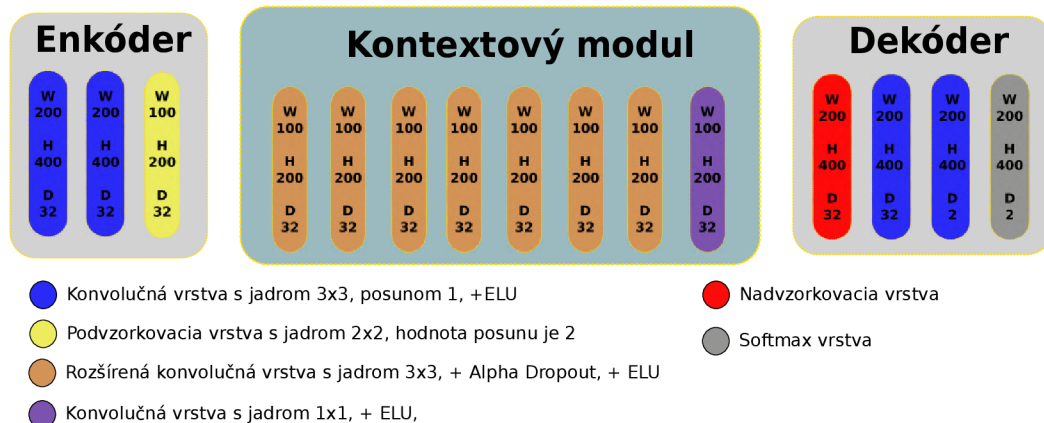 Enkóder
Kontextový modul
Dekóder
W 200 H 400 D 32
W 200 H 400 D 32
W 100 H 200 D 32
W 100 H 200 D 32
W 100 H 200 D 32
W 100 H 200 D 32
W 100 H 200 D 32
W 100 H 200 D 32
W 100 H 200 D 32
W 100 H 200 D 32
W 100 H 200 D 32
W 200 H 400 D 32
W 200 H 400 D 32
W 200 H 400 D 2
W 200 H 400 D 2
Konvolučná vrstva s jadrom 3x3, posunom 1, +ELU
Podvzorkovacia vrstva s jadrom 2x2, hodnota posunu je 2
Rozšírená konvolučná vrstva s jadrom 3x3, + Alpha Dropout, + ELU
Konvolučná vrstva s jadrom 1x1, + ELU,
Nadvzorkovacia vrstva
Softmax vrstva